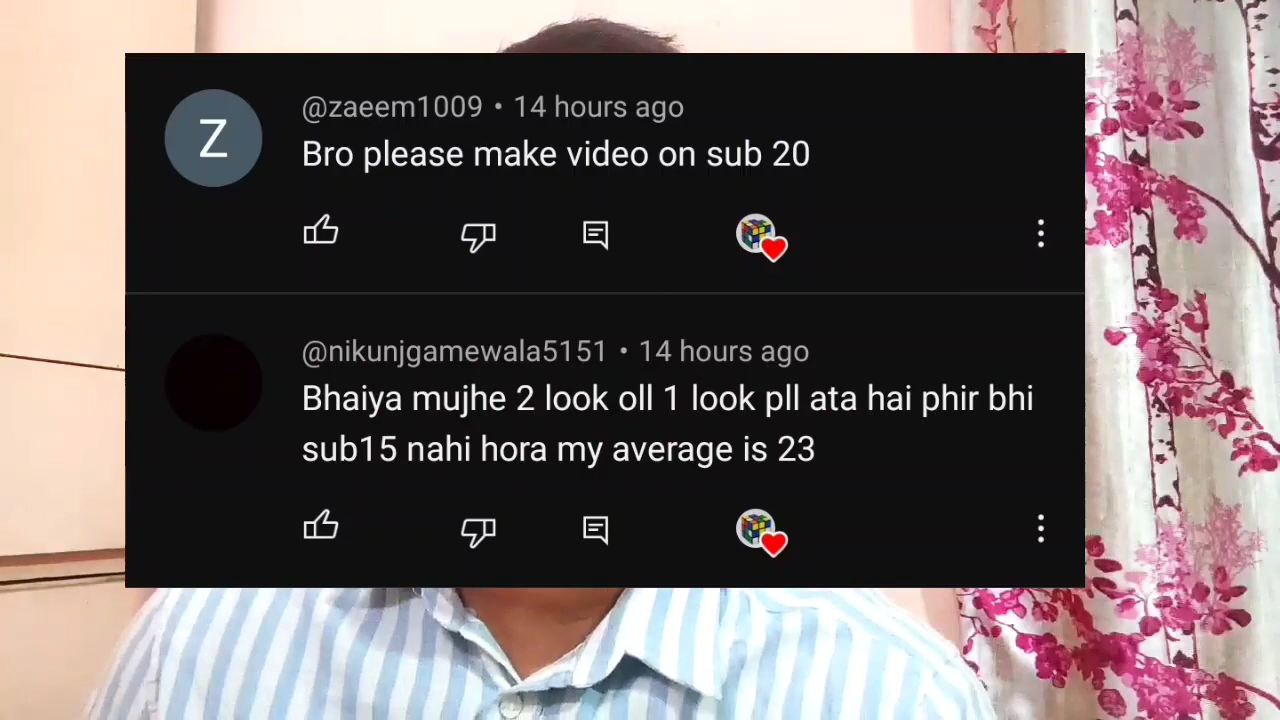 Z
@zaeem1009 • 14 hours ago
Bro please make video on sub 20
@nikunjgamewala5151 • 14 hours ago
Bhaiya mujhe 2 look oll 1 look pll ata hai phir bhi
sub15 nahi hora my average is 23